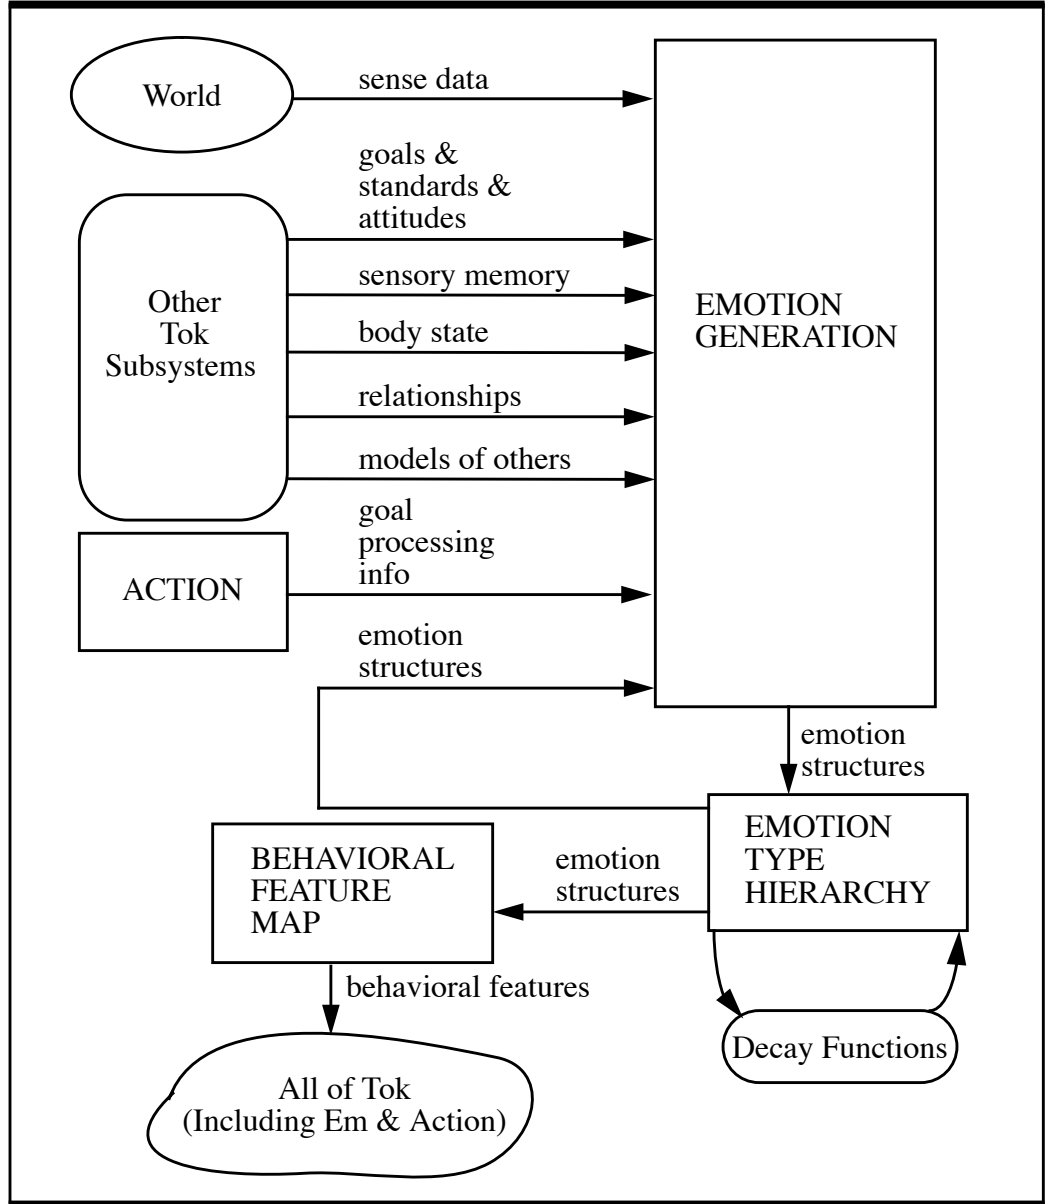 World
sense data
goals &
standards &
attitudes
sensory memory
body state
relationships
models of others
Other
Tok
Subsystems
EMOTION
GENERATION
goal
processing
info
ACTION
emotion
structures
emotion
structures
EMOTION
TYPE
HIERARCHY
emotion
structures
BEHAVIORAL
FEATURE
MAP
behavioral features
Decay Functions
All of Tok
(Including Em & Action)